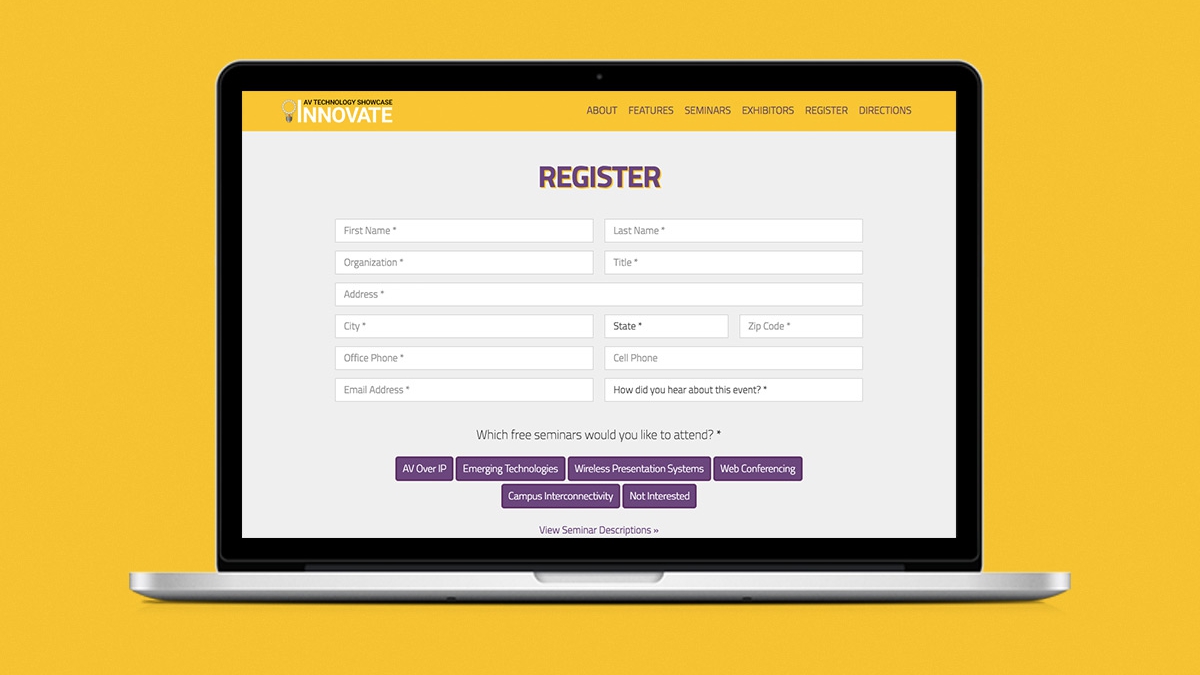 AV TECHNOLOGY SHOWCASE
INNOVATE
ABOUT FEATURES SEMINARS EXHIBITORS REGISTER DIRECTIONS
REGISTER
First Name * Last Name *
Organization * Title *
Address *
City * State * Zip Code *
Office Phone * Cell Phone
Email Address * How did you hear about this event? *
Which free seminars would you like to attend? *
AV Over IP Emerging Technologies Wireless Presentation Systems Web Conferencing
Campus Interconnectivity Not Interested
View Seminar Descriptions »